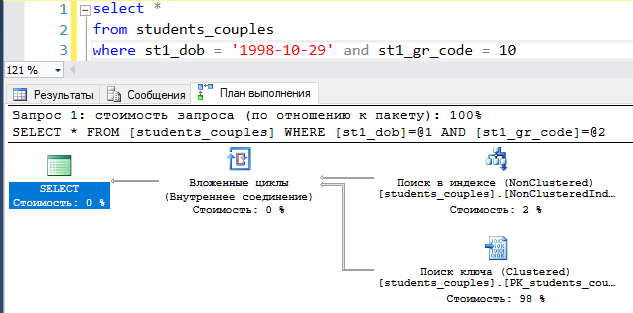 1 select *
2 from students_couples
3 where st1_dob = '1998-10-29' and st1_gr_code = 10
121 %
Результаты Сообщения План выполнения
Запрос 1: стоимость запроса (по отношению к пакету): 100%
SELECT * FROM [students_couples] WHERE [st1_dob]=@1 AND [st1_gr_code]=@2
SELECT
Стоимость: 0 %
Вложенные циклы
(Внутреннее соединение)
Стоимость: 0 %
Поиск в индексе (NonClustered)
[students_couples].[NonClusteredInd…
Стоимость: 2 %
Поиск ключа (Clustered)
[students_couples].[PK_students_cou…
Стоимость: 98 %